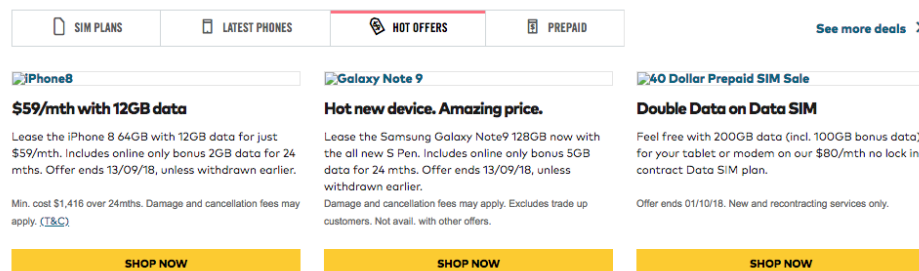 SIM PLANS
LATEST PHONES
HOT OFFERS
PREPAID
See more deals
iPhone8
$59/mth with 12GB data
Lease the iPhone 8 64GB with 12GB data for just
$59/mth. Includes online only bonus 2GB data for 24
mths. Offer ends 13/09/18, unless withdrawn earlier.
Min. cost $1,416 over 24mths. Damage and cancellation fees may
apply. (T&C)
SHOP NOW
Galaxy Note 9
Hot new device. Amazing price.
Lease the Samsung Galaxy Note9 128GB now with
the all new S Pen. Includes online only bonus 5GB
data for 24 mths. Offer ends 13/09/18, unless
withdrawn earlier.
Damage and cancellation fees may apply. Excludes trade up
customers. Not avail. with other offers.
SHOP NOW
40 Dollar Prepaid SIM Sale
Double Data on Data SIM
Feel free with 200GB data (incl. 100GB bonus data)
for your tablet or modem on our $80/mth no lock in
contract Data SIM plan.
Offer ends 01/10/18. New and recontracting services only.
SHOP NOW